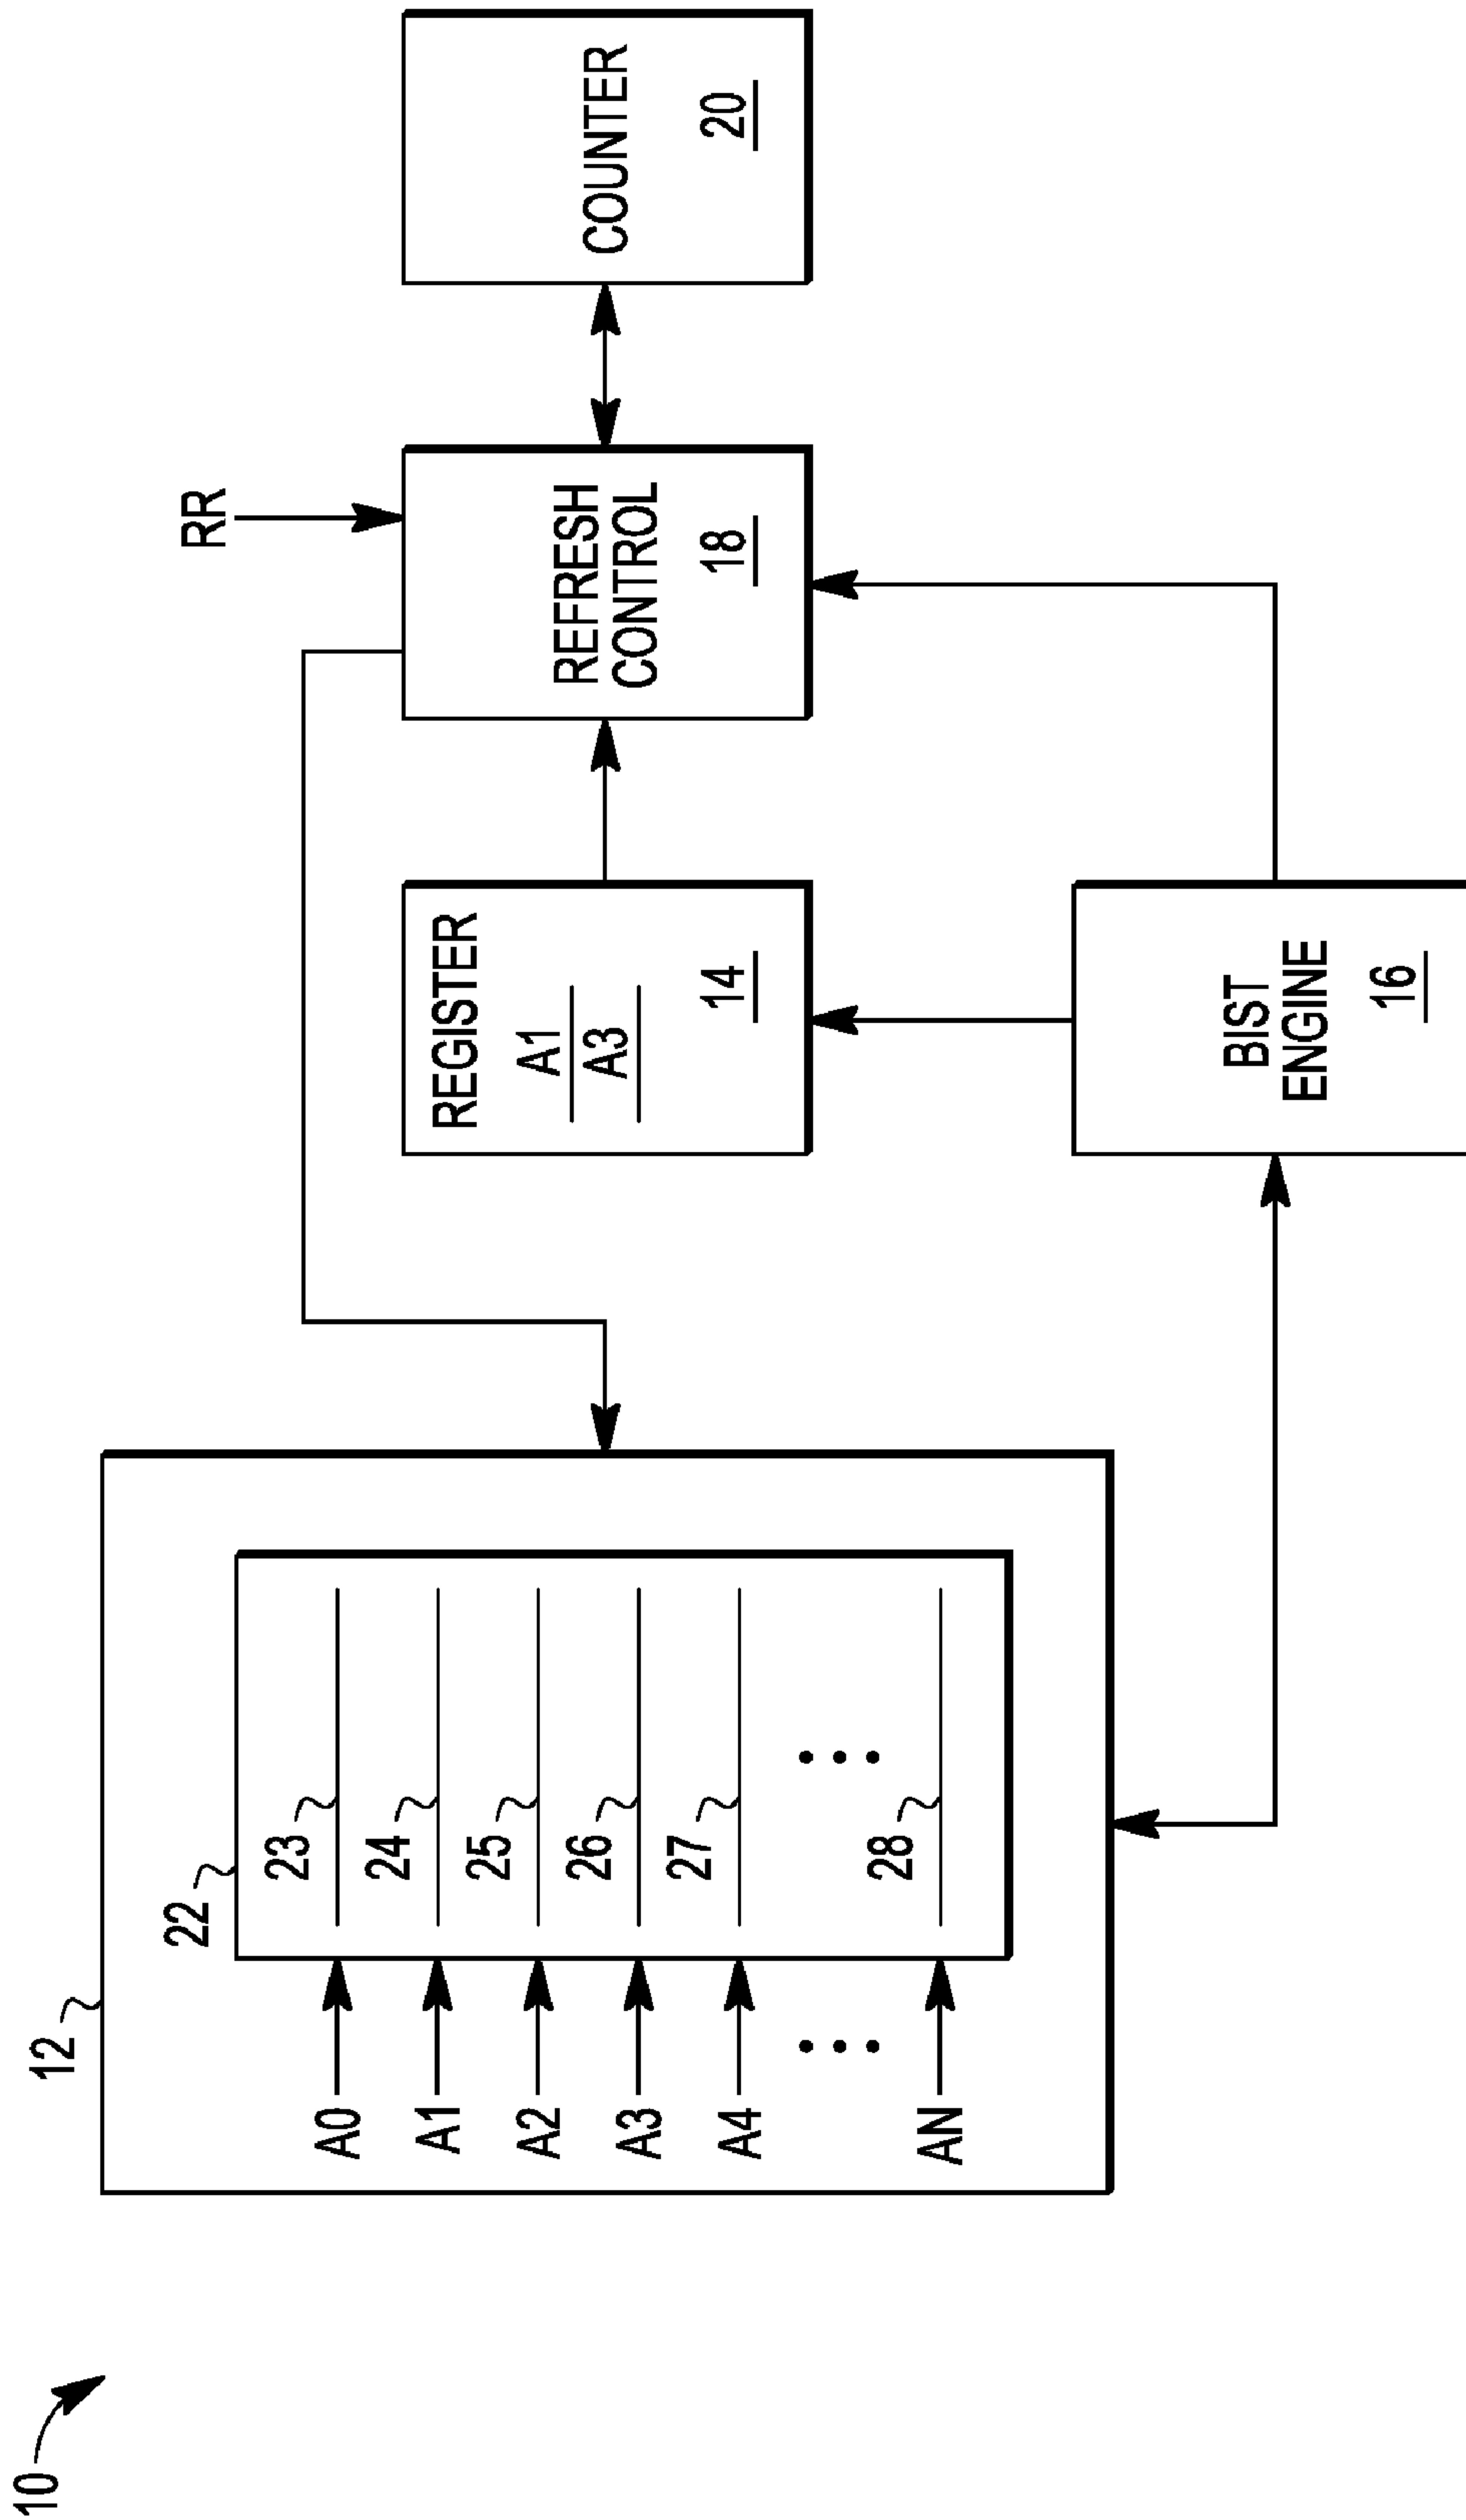 10
12
22
A0
A1
A2
A3
A4
AN
23
24
25
26
27
28
REGISTER
A1
A3
14
BIST
ENGINE
16
RR
REFRESH
CONTROL
18
COUNTER
20